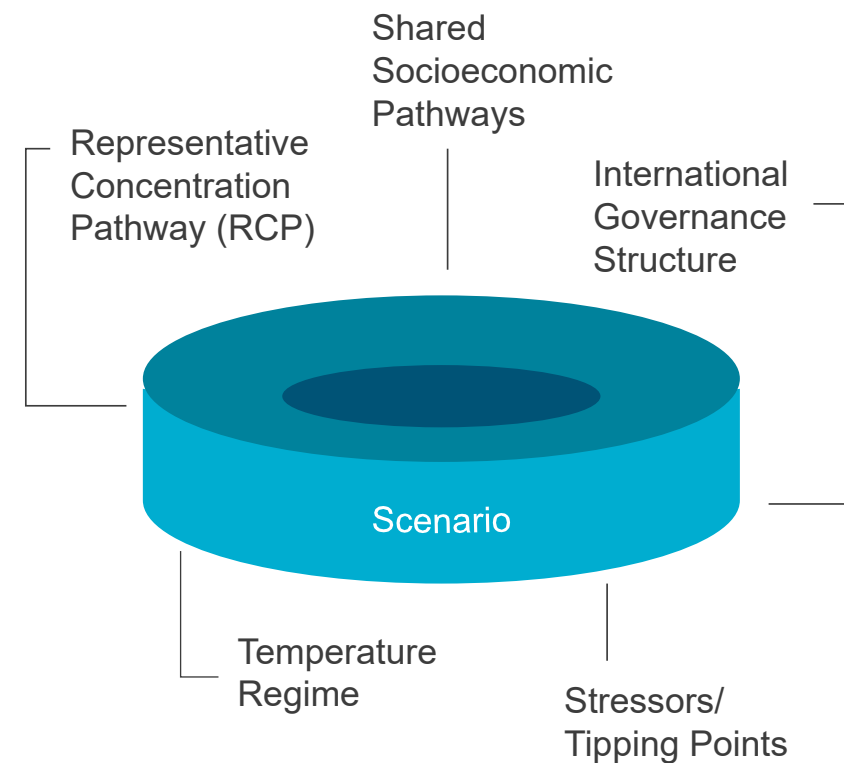 Shared
Socioeconomic
Pathways
Representative
Concentration
Pathway (RCP)
International
Governance
Structure
Scenario
Temperature
Regime
Stressors/
Tipping Points